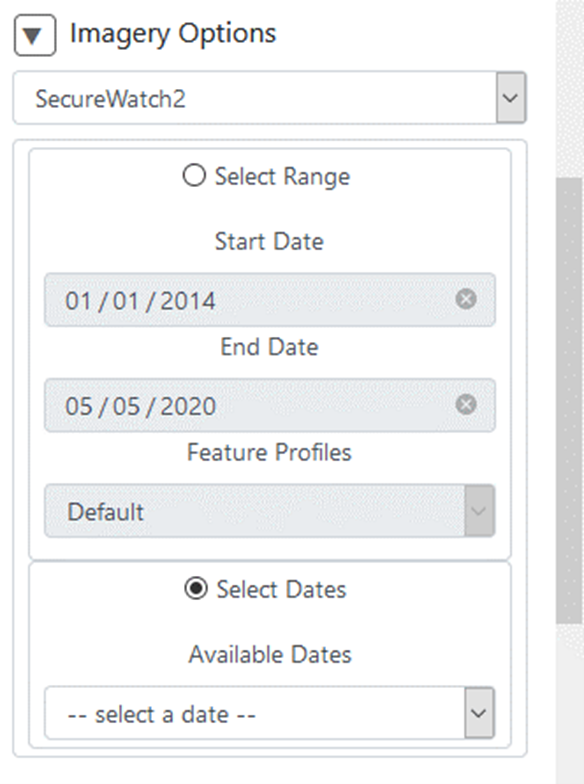 Imagery Options
SecureWatch2
Select Range
Start Date
01 / 01 / 2014
End Date
05 / 05 / 2020
Feature Profiles
Default
Select Dates
Available Dates
-- select a date --